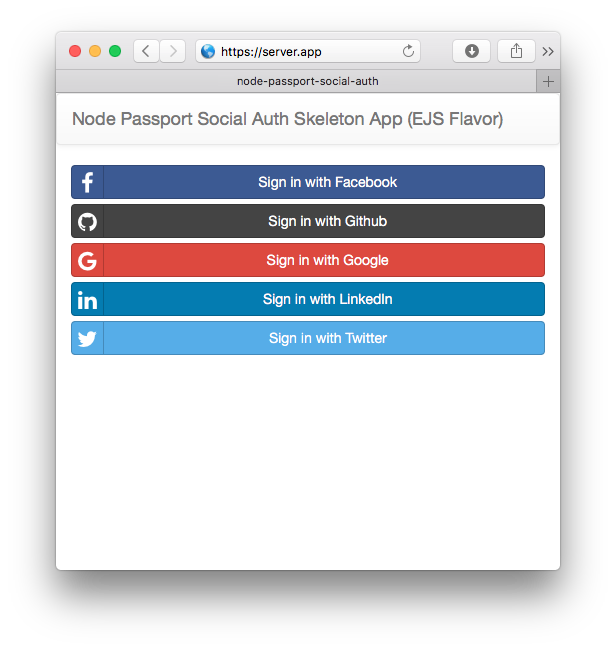 https://server.app
node-passport-social-auth
Node Passport Social Auth Skeleton App (EJS Flavor)
Sign in with Facebook
Sign in with Github
Sign in with Google
Sign in with LinkedIn
Sign in with Twitter